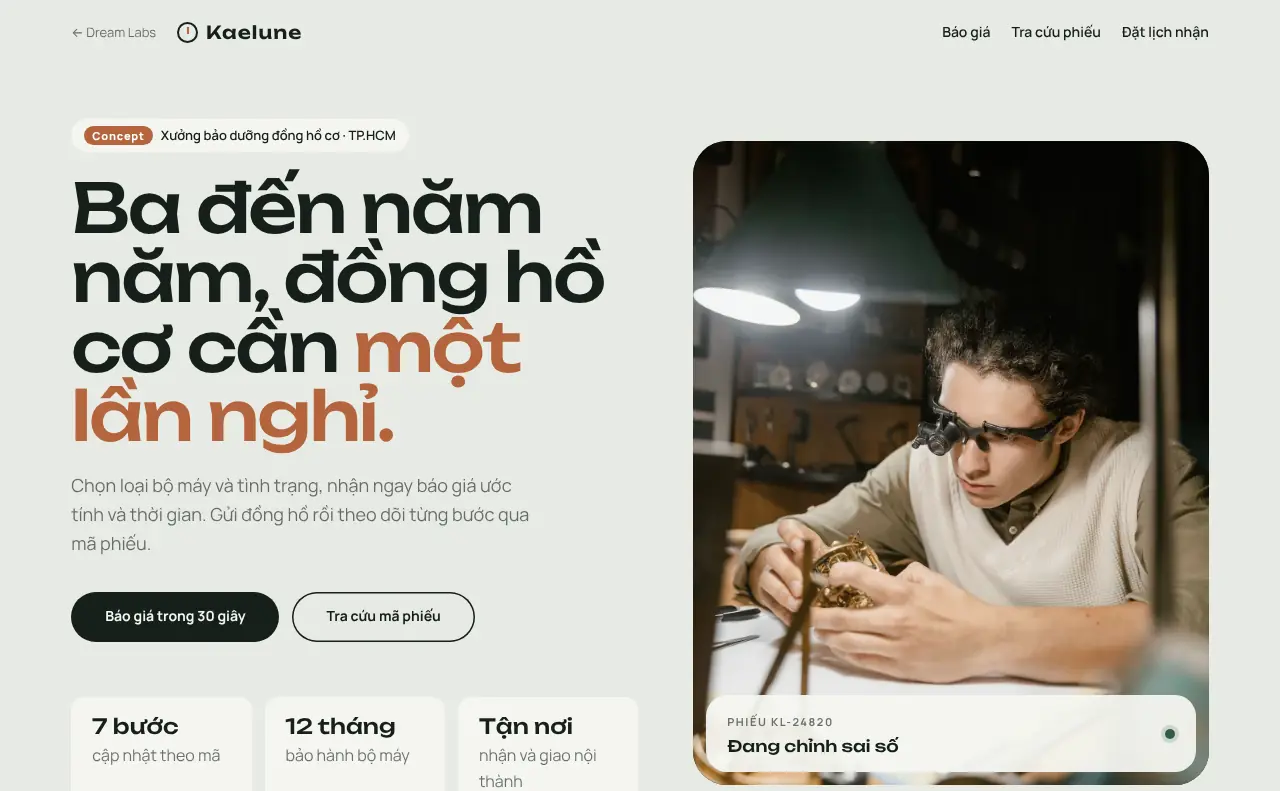 ← Dream Labs
Kaelune
Báo giá
Tra cứu phiếu
Đặt lịch nhận
Concept
Xưởng bảo dưỡng đồng hồ cơ · TP.HCM
Ba đến năm
năm, đồng hồ
cơ cần một
lần nghỉ.
Chọn loại bộ máy và tình trạng, nhận ngay báo giá ước
tính và thời gian. Gửi đồng hồ rồi theo dõi từng bước qua
mã phiếu.
Báo giá trong 30 giây
Tra cứu mã phiếu
7 bước
cập nhật theo mã
12 tháng
bảo hành bộ máy
Tận nơi
nhận và giao nội
thành
PHIẾU KL-24820
Đang chỉnh sai số